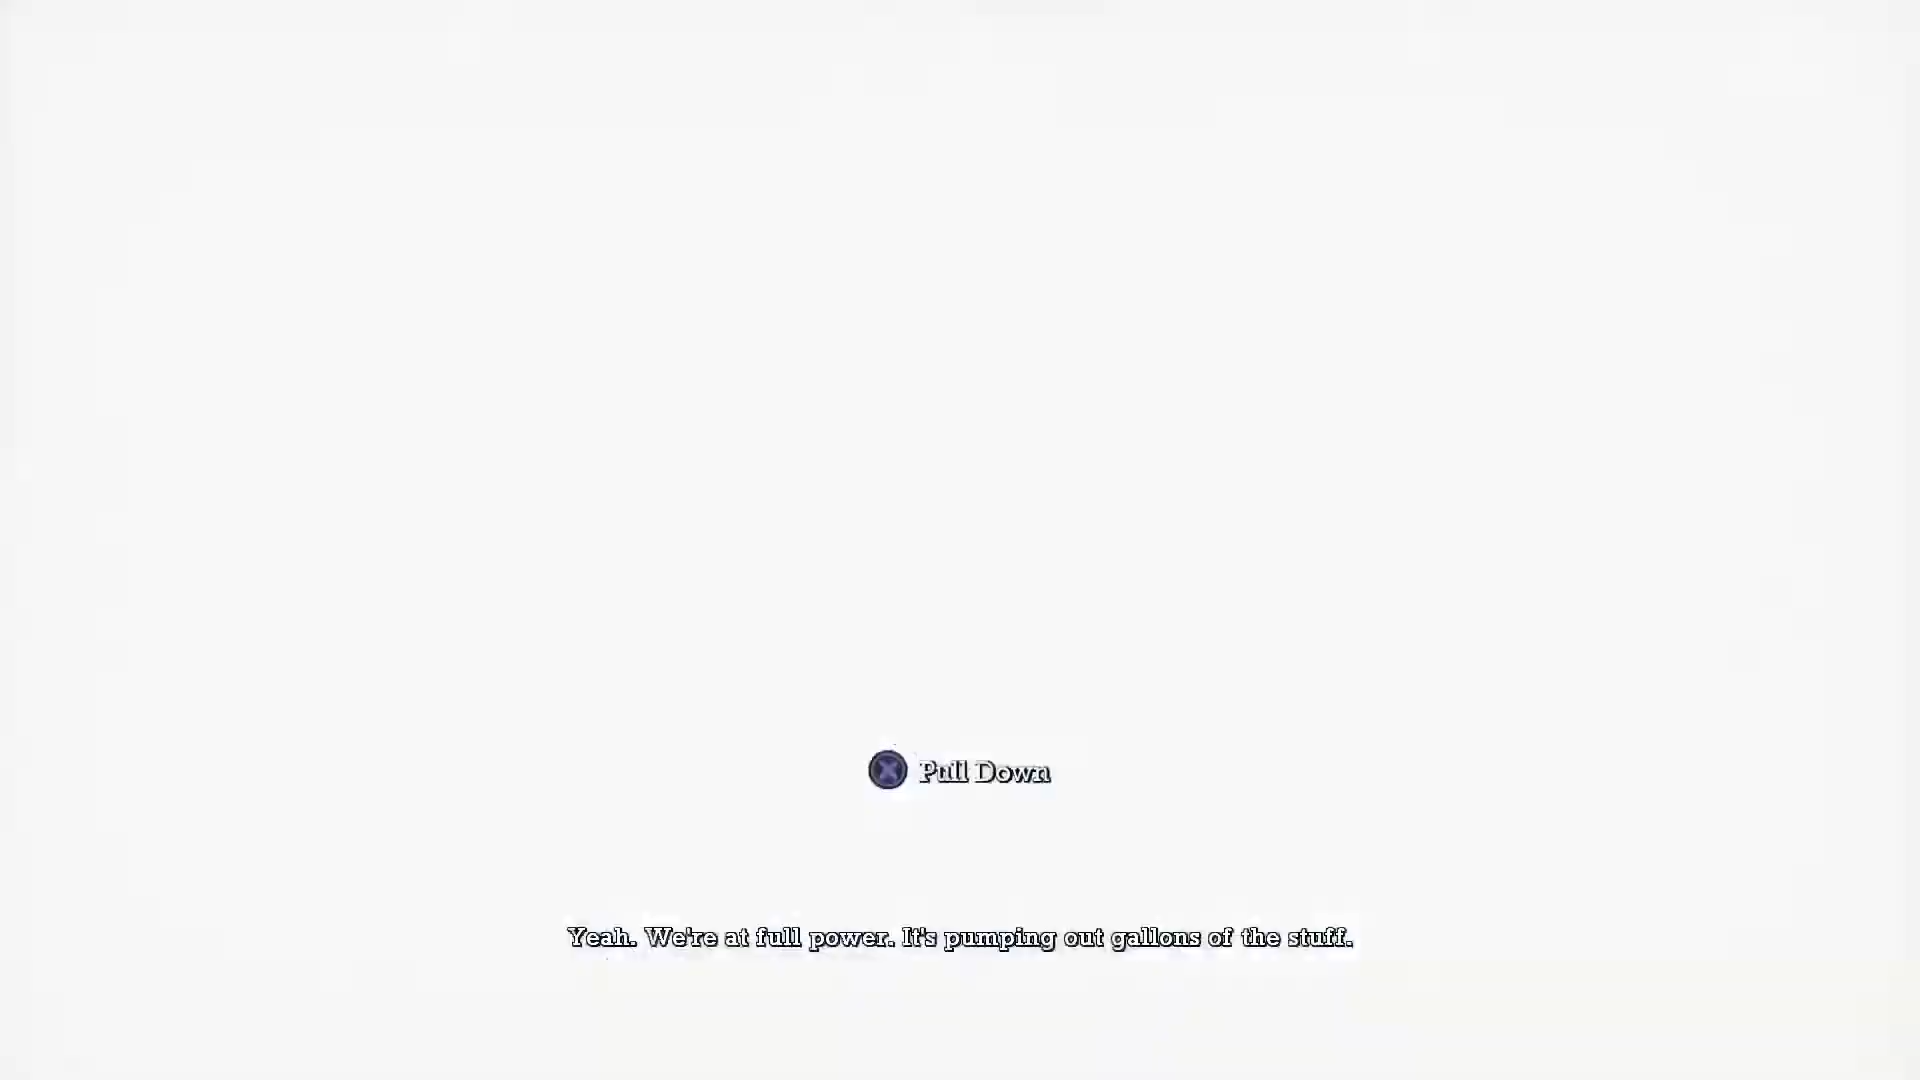 Pull Down
Yeah. We're at full power. It's pumping out gallons of the stuff.